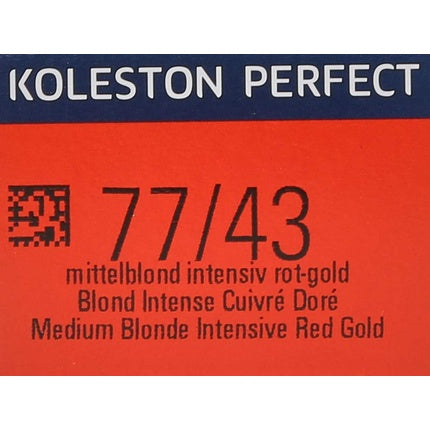 KOLESTON PERFECT
77/43
mittelblond intensiv rot-gold
Blond Intense Cuivré Doré
Medium Blonde Intensive Red Gold